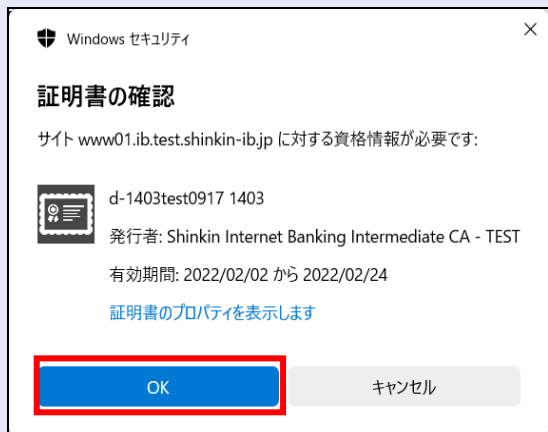 Windows セキュリティ
証明書の確認
サイト www01.ib.test.shinkin-ib.jp に対する資格情報が必要です:
d-1403test0917 1403
発行者: Shinkin Internet Banking Intermediate CA - TEST
有効期間: 2022/02/02 から 2022/02/24
証明書のプロパティを表示します
OK
キャンセル